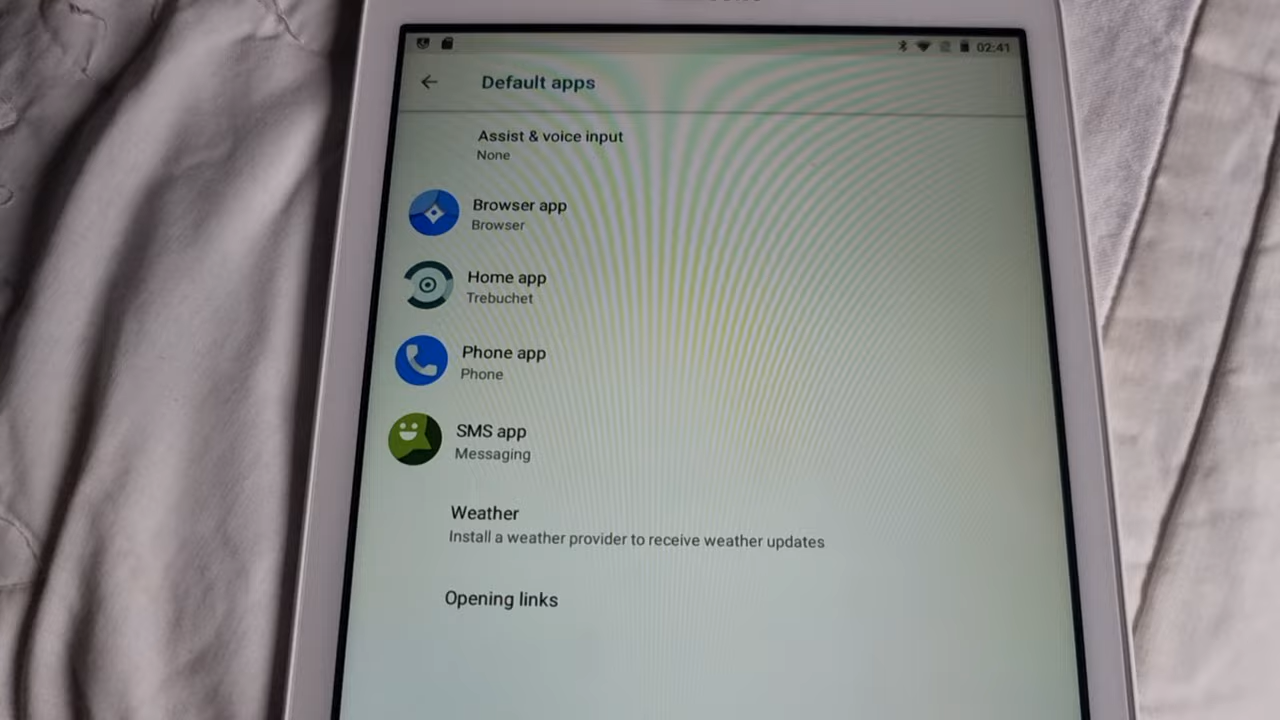 02:41
Default apps
Assist & voice input
None
Browser app
Browser
Home app
Trebuchet
Phone app
Phone
SMS app
Messaging
Weather
Install a weather provider to receive weather updates
Opening links